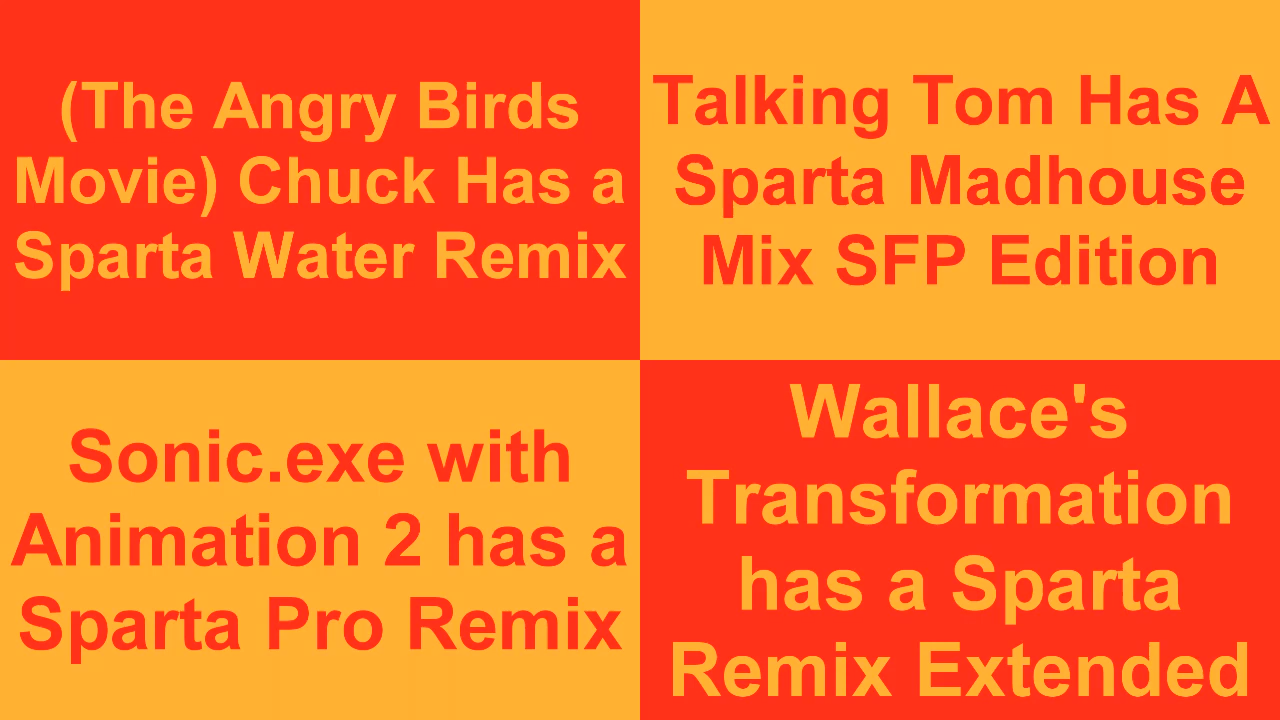 (The Angry Birds
Movie) Chuck Has a
Sparta Water Remix
Talking Tom Has A
Sparta Madhouse
Mix SFP Edition
Sonic.exe with
Animation 2 has a
Sparta Pro Remix
Wallace's
Transformation
has a Sparta
Remix Extended